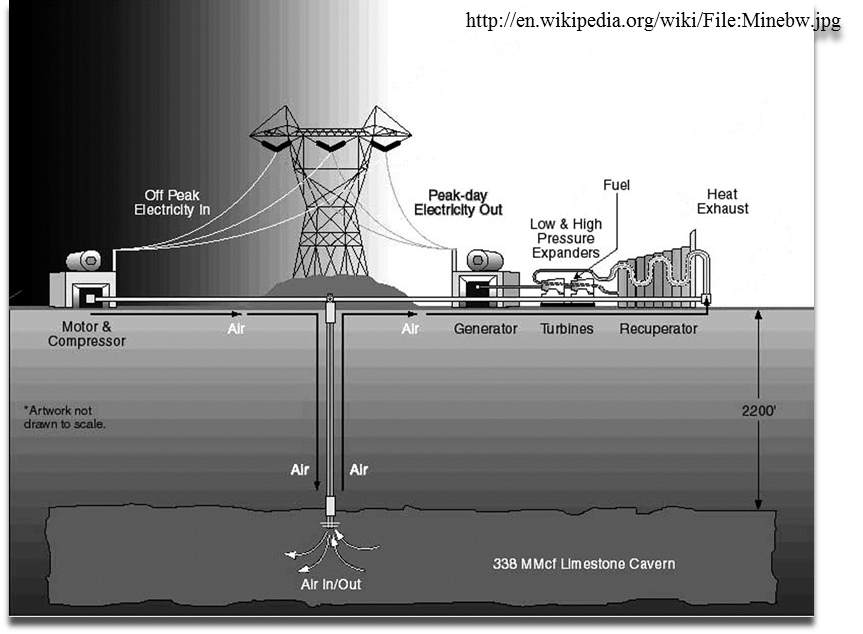 http://en.wikipedia.org/wiki/File:Minebw.jpg
Off Peak
Electricity In
Peak-day
Electricity Out
Fuel
Low & High
Pressure
Expanders
Heat
Exhaust
Motor &
Compressor
Air
Air
Generator
Turbines
Recuperator
*Artwork not
drawn to scale.
2200'
Air
Air
338 MMcf Limestone Cavern
Air In/Out